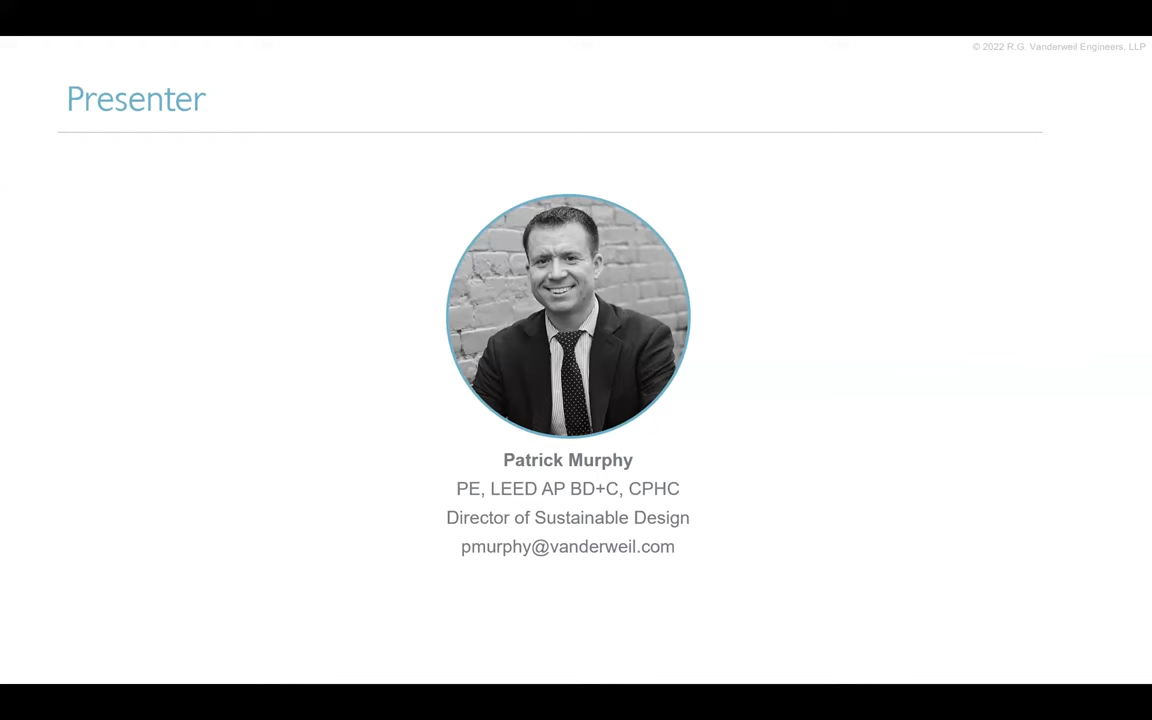 © 2022 R.G. Vanderweil Engineers, LLP
Presenter
Patrick Murphy
PE, LEED AP BD+C, CPHC
Director of Sustainable Design
pmurphy@vanderweil.com